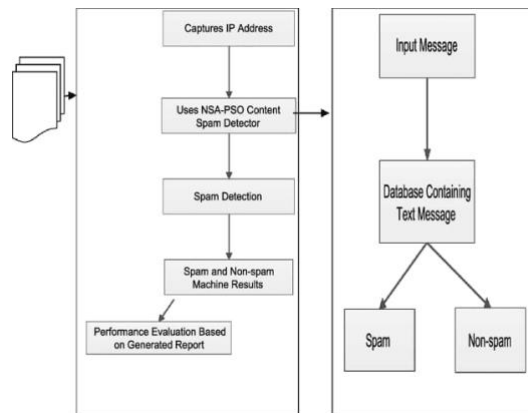 Captures IP Address
Uses NSA-PSO Content
Spam Detector
Spam Detection
Spam and Non-spam
Machine Results
Performance Evaluation Based
on Generated Report
Input Message
Database Containing
Text Message
Spam
Non-spam